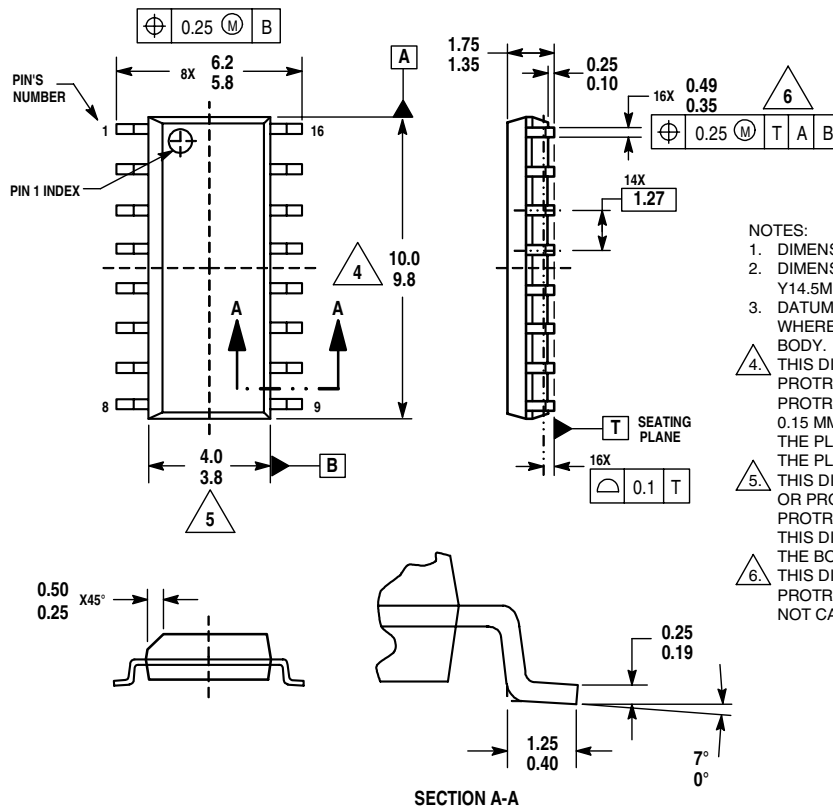 ⌖ 0.25 Ⓜ B
8X 6.2
5.8
PIN'S
NUMBER
1
16
PIN 1 INDEX
A
4
10.0
9.8
A A
8
9
4.0
3.8
B
5
1.75
1.35
0.25
0.10
16X 0.49
0.35
6
⌖ 0.25 Ⓜ T A B
14X
1.27
T SEATING
PLANE
16X
⌓ 0.1 T
NOTES:
1. DIMENS
2. DIMENS
Y14.5M
3. DATUM
WHERE
BODY.
4. THIS DI
PROTR
PROTR
0.15 MM
THE PL
THE PL
5. THIS DI
OR PRO
PROTR
THIS DE
THE BO
6. THIS DI
PROTR
NOT CA
0.50
0.25 X45°
0.25
0.19
1.25
0.40
7°
0°
SECTION A-A